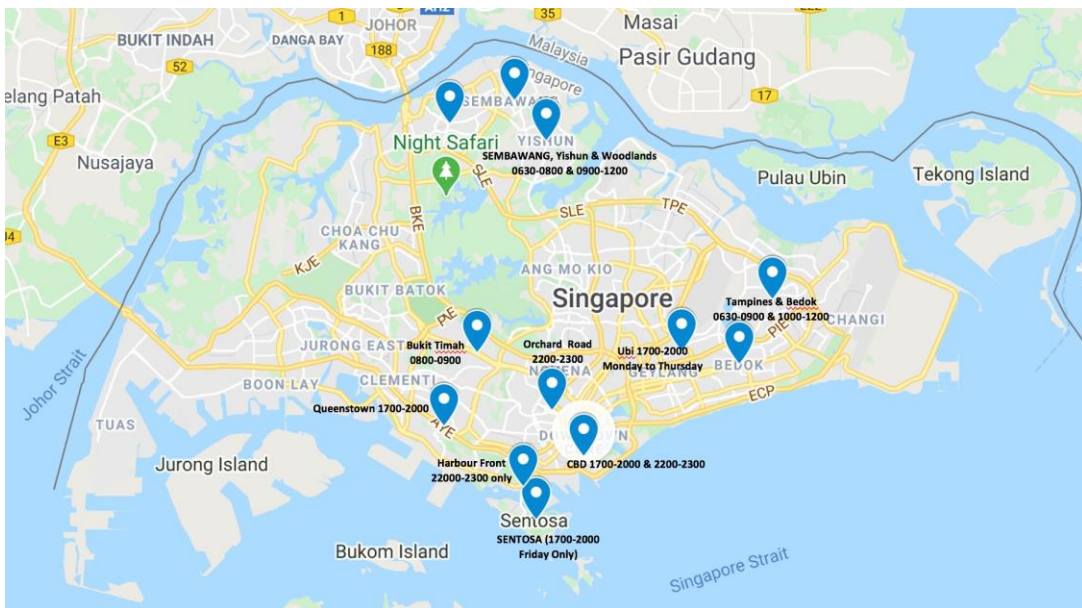 AH2
35
222
Masai
JOHOR
1
BUKIT INDAH
DANGA BAY
188
Pasir Gudang
Malaysia
Singapore
52
elang Patah
17
SEMBAWANG
E3
Night Safari
YISHUN
Nusajaya
SEMBAWANG, Yishun & Woodlands
0630-0800 & 0900-1200
SLE
Pulau Ubin
Tekong Island
SLE
TPE
BKE
CHOA CHU
KANG
KJE
ANG MO KIO
BUKIT BATOK
Singapore
Tampines & Bedok
0630-0900 & 1000-1200
PIE
PIE
CHANGI
Bukit Timah
0800-0900
Orchard Road
2200-2300
Ubi 1700-2000
Monday to Thursday
JURONG EAST
NOVENA
GEYLANG
BEDOK
Johor Strait
BOON LAY
CLEMENTI
ECP
Queenstown 1700-2000
TUAS
AYE
DOWNTOWN
Jurong Island
Harbour Front
22000-2300 only
CBD 1700-2000 & 2200-2300
Sentosa
SENTOSA (1700-2000
Friday Only)
Bukom Island
Singapore Strait